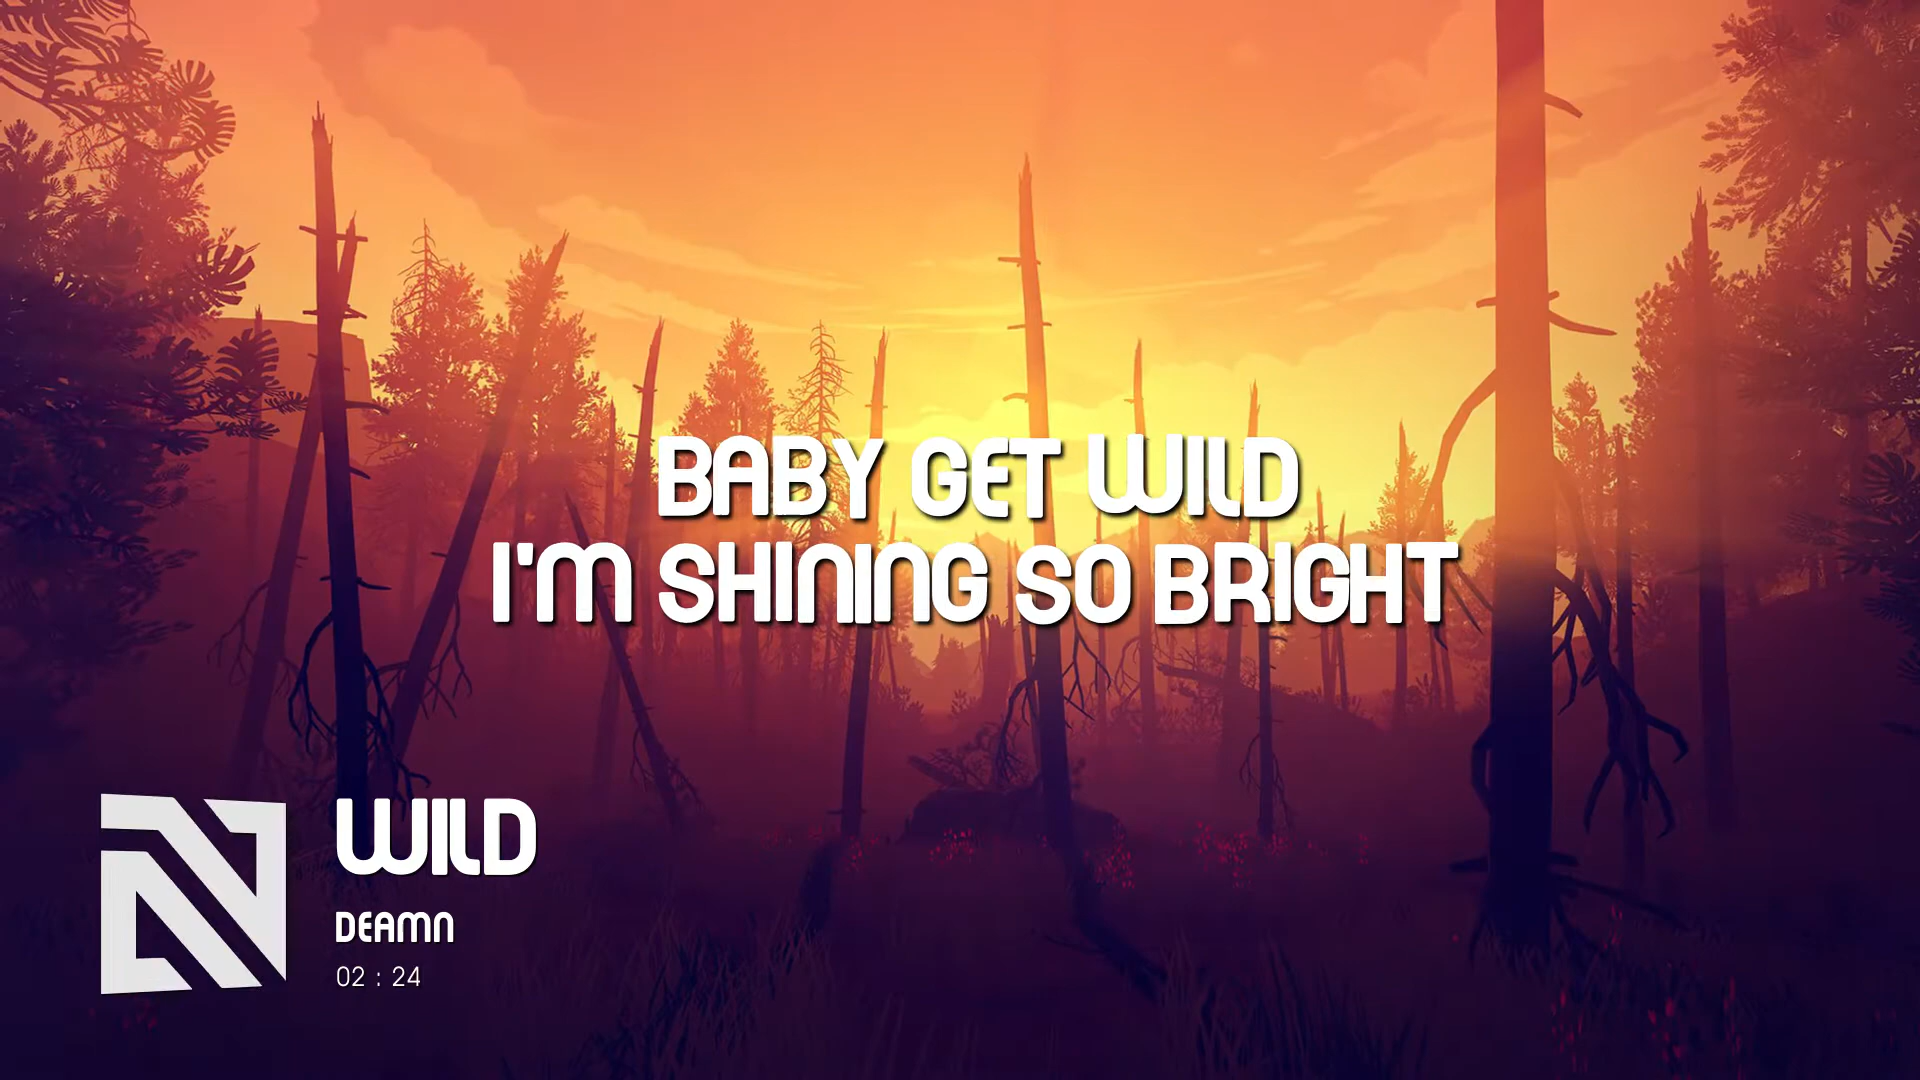 BABY GET WILD
I'M SHINING SO BRIGHT
WILD
DEAMN
02 : 24